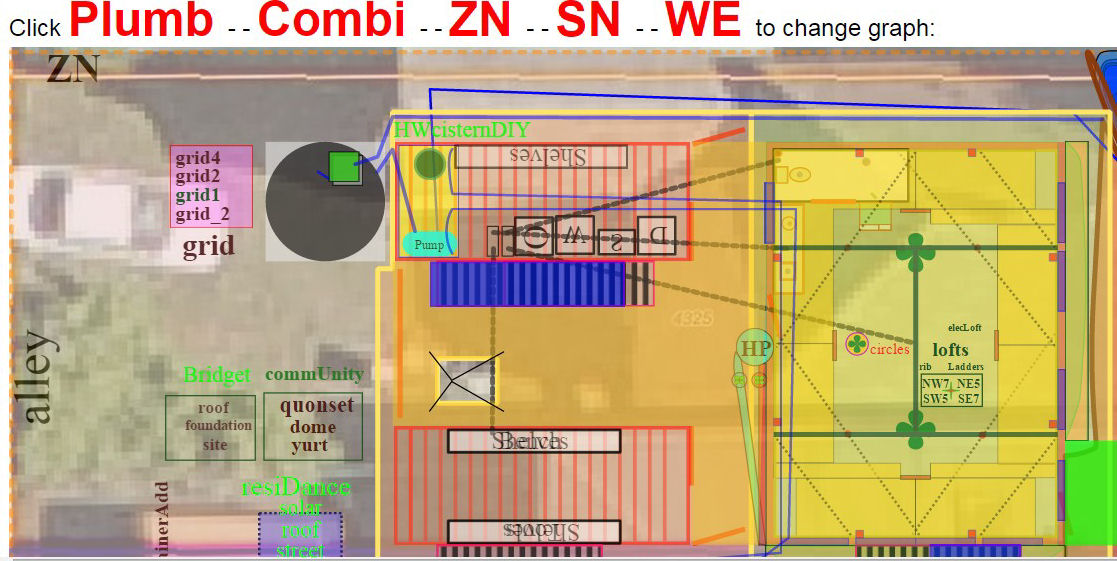 Click Plumb -- Combi -- ZN -- SN -- WE to change graph:
ZN
HWcisternDIY
grid4
grid2
grid1
grid_2
grid
Shelves
O W S D
Pump
4325
HP
circles
elecLoft
lofts
rib Ladders
NW7 NE5
SW5 SE7
alley
Bridget
roof
foundation
site
commUnity
quonset
dome
yurt
resiDance
solar
roof
street
inerAdd